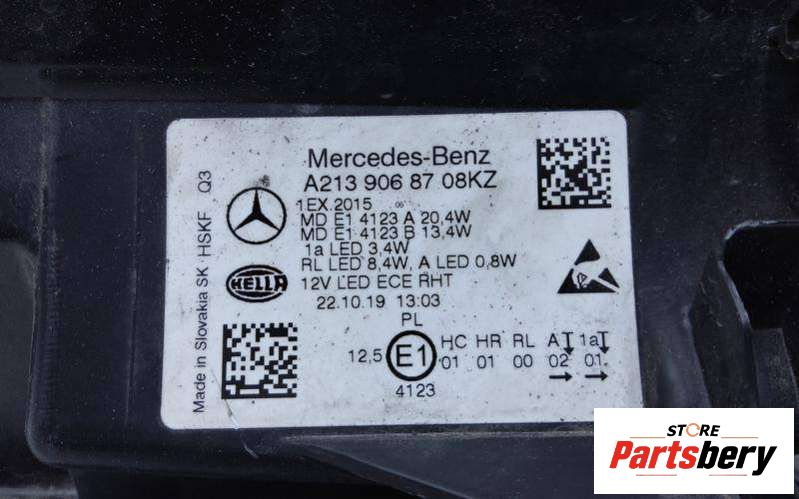 Mercedes-Benz
A213 906 87 08KZ
1EX.2015 06
MD E1 4123 A 20,4W
MD E1 4123 B 13,4W
1a LED 3,4W
RL LED 8,4W, A LED 0,8W
12V LED ECE RHT
22.10.19 13:03
HELLA
Made in Slovakia SK HSKF Q3
PL
12,5 E1 HC HR RL A 1a
01 01 00 02 01
4123
STORE
Partsbery